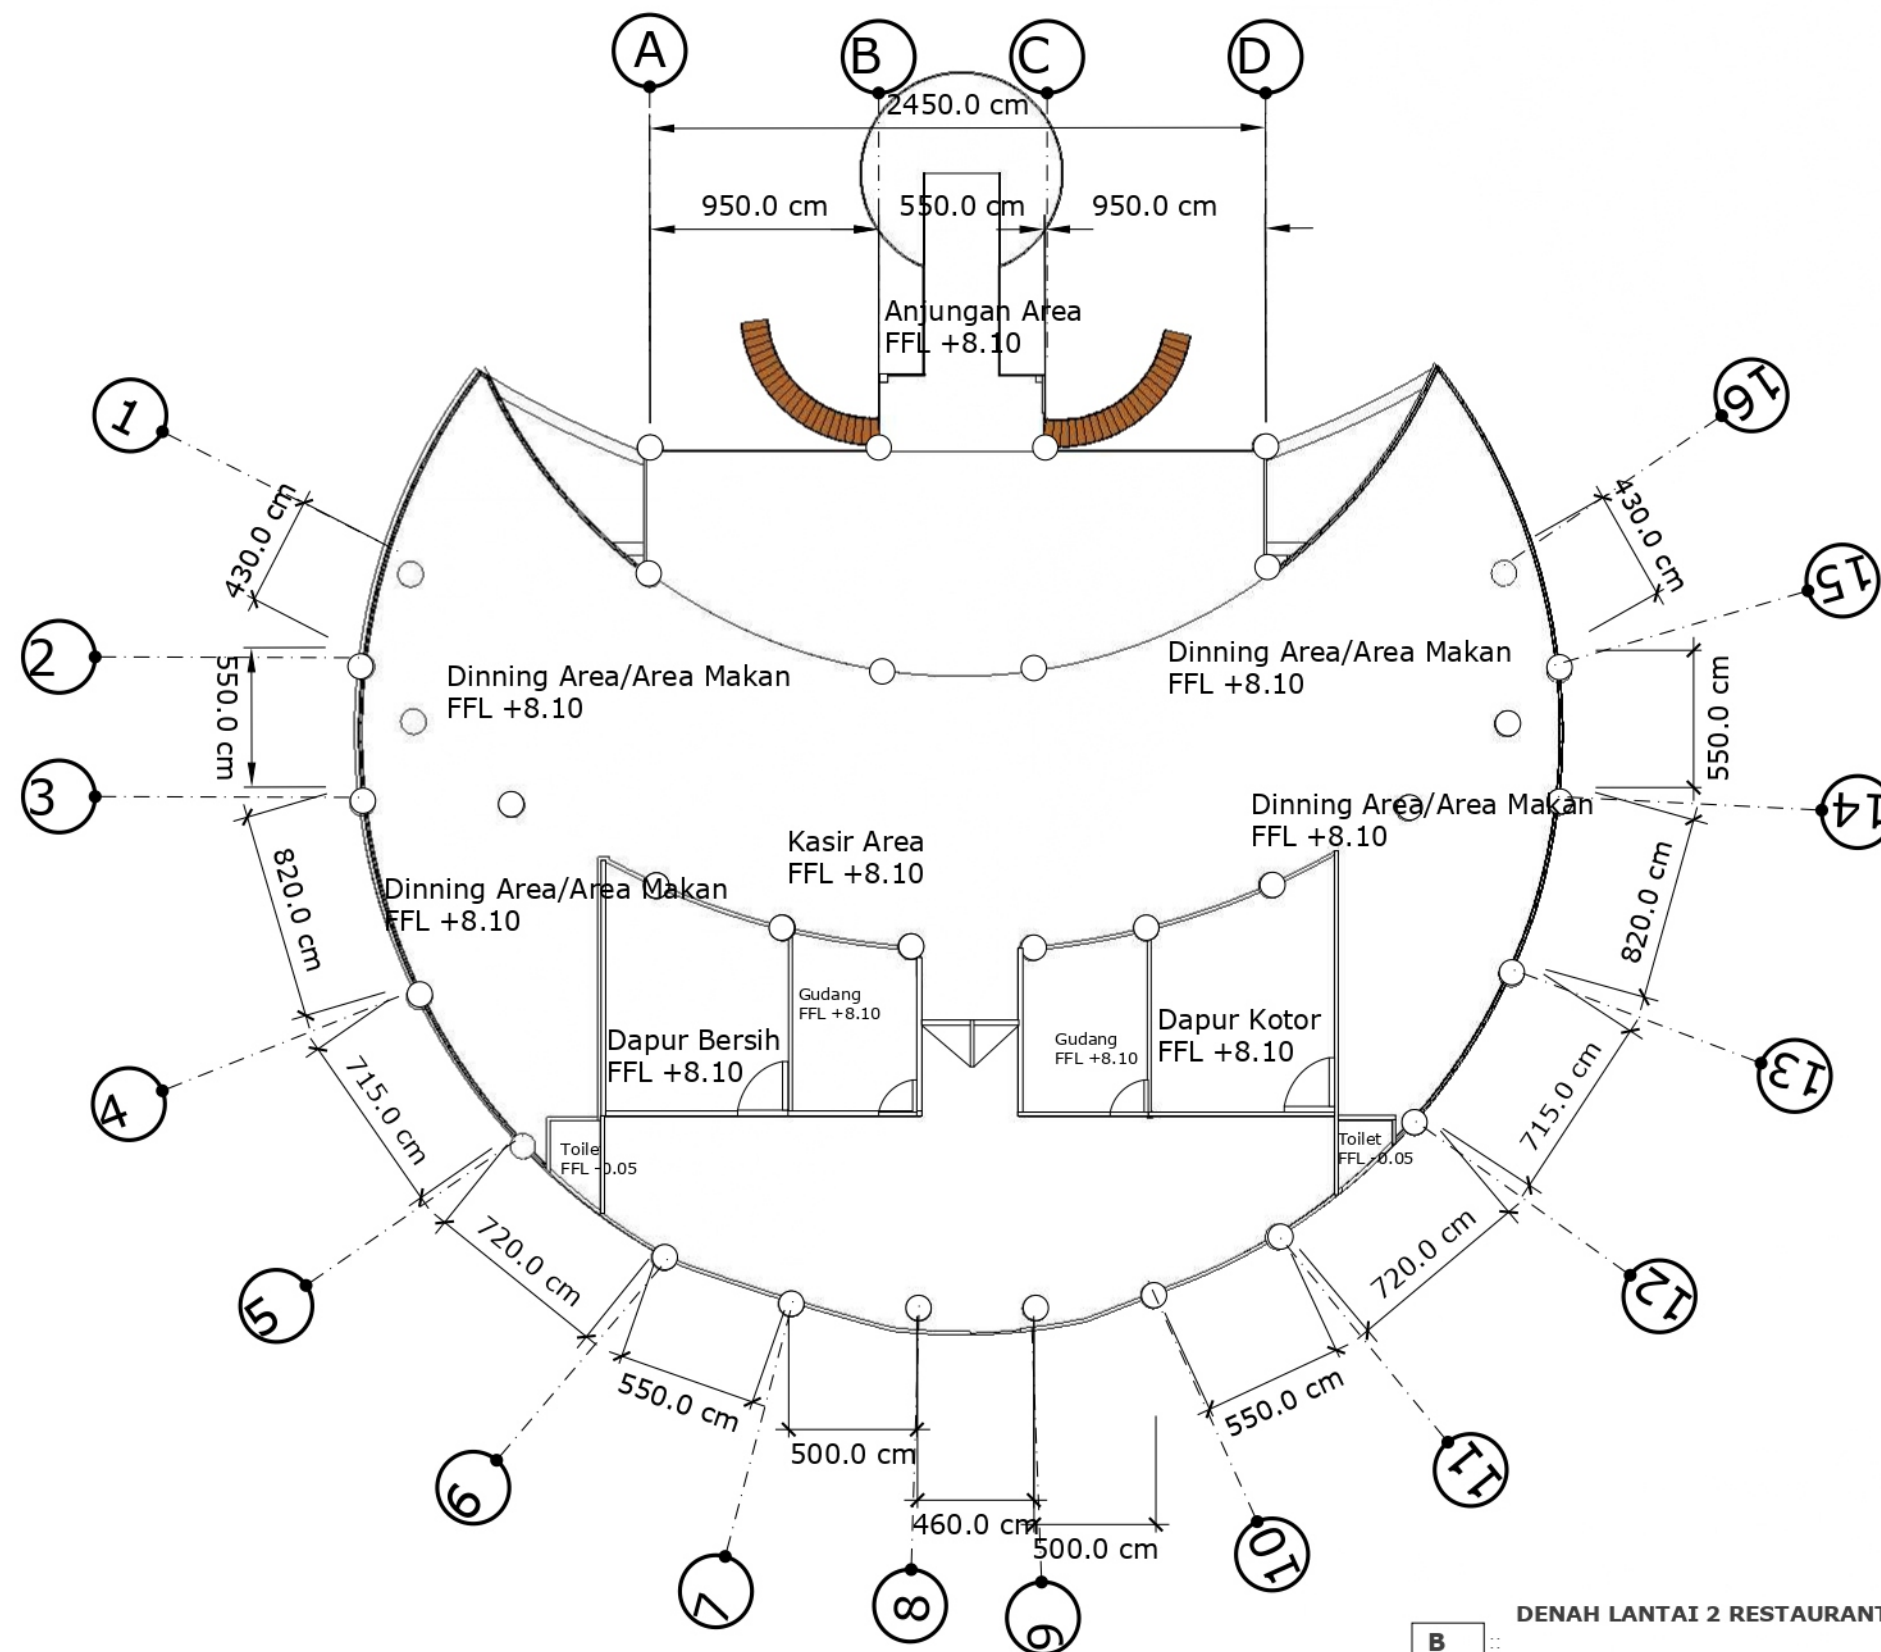 A
B
C
D
2450.0 cm
950.0 cm
550.0 cm
950.0 cm
Anjungan Area
FFL +8.10
1
16
430.0 cm
430.0 cm
15
2
550.0 cm
Dinning Area/Area Makan
FFL +8.10
Dinning Area/Area Makan
FFL +8.10
550.0 cm
3
14
820.0 cm
Kasir Area
FFL +8.10
Dinning Area/Area Makan
FFL +8.10
820.0 cm
Dinning Area/Area Makan
FFL +8.10
Gudang
FFL +8.10
Dapur Bersih
FFL +8.10
Gudang
FFL +8.10
Dapur Kotor
FFL +8.10
4
13
715.0 cm
715.0 cm
Toilet
FFL -0.05
Toilet
FFL -0.05
5
12
720.0 cm
720.0 cm
550.0 cm
550.0 cm
6
11
500.0 cm
460.0 cm
500.0 cm
7
8
9
10
DENAH LANTAI 2 RESTAURANT
B